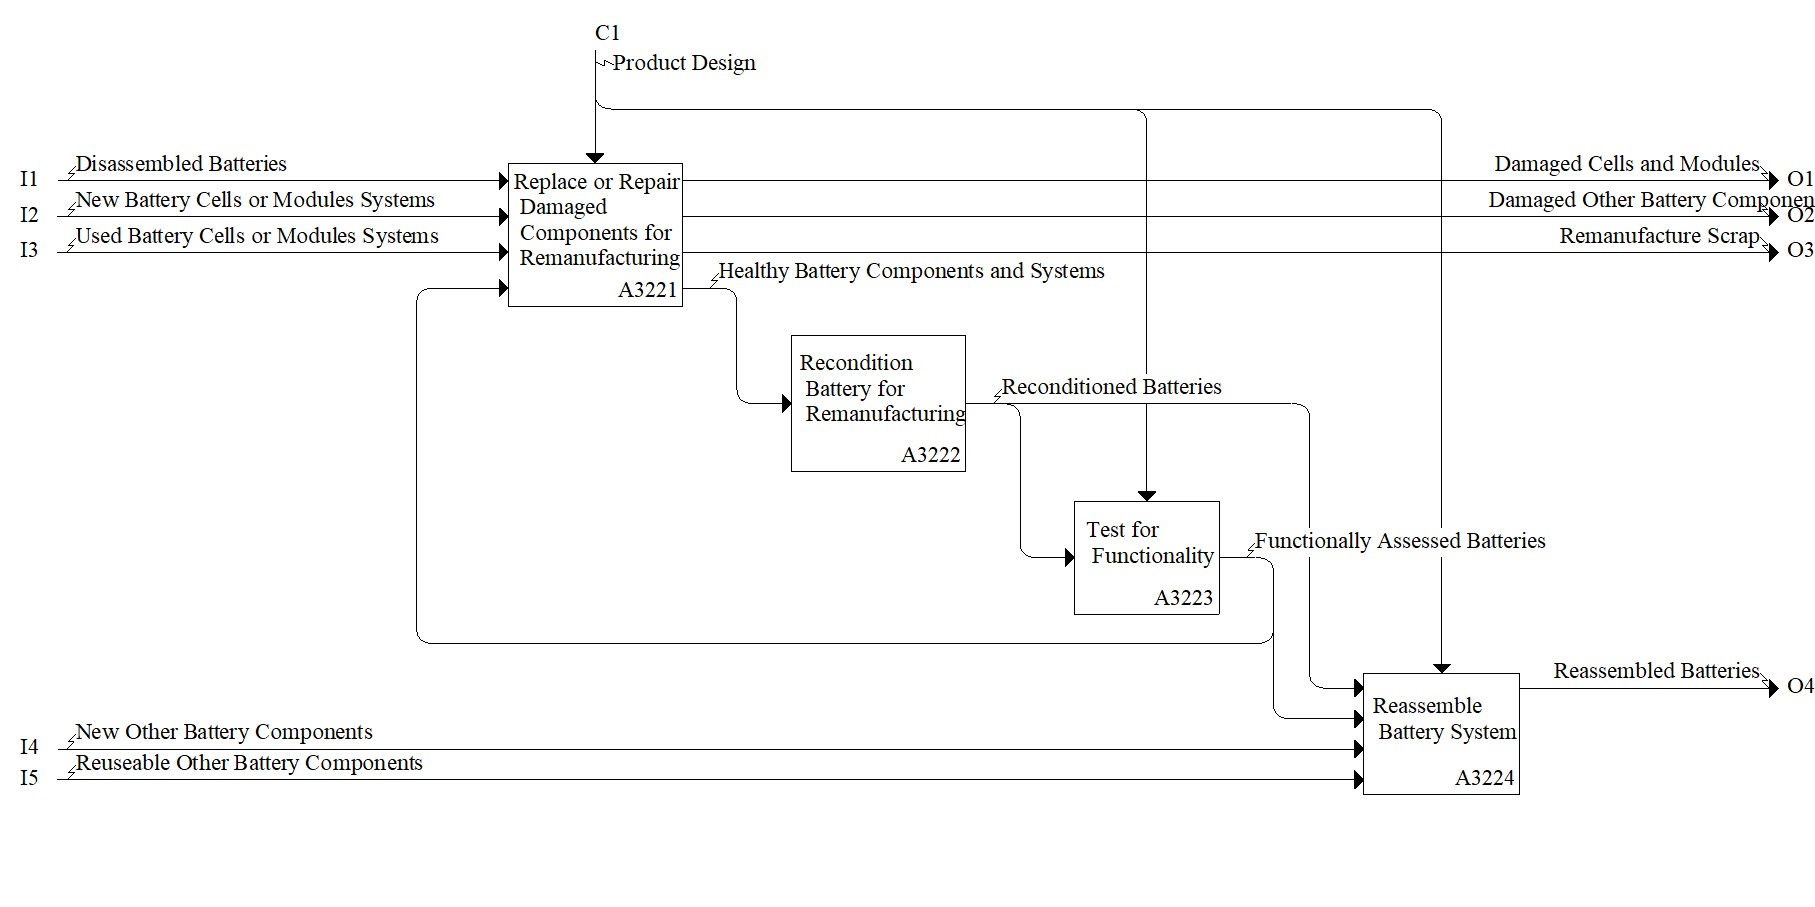 C1
Product Design
Disassembled Batteries
I1
New Battery Cells or Modules Systems
I2
Used Battery Cells or Modules Systems
I3
Replace or Repair
Damaged
Components for
Remanufacturing
A3221
Damaged Cells and Modules
O1
Damaged Other Battery Componen
O2
Remanufacture Scrap
O3
Healthy Battery Components and Systems
Recondition
Battery for
Remanufacturing
A3222
Reconditioned Batteries
Test for
Functionality
A3223
Functionally Assessed Batteries
New Other Battery Components
I4
Reuseable Other Battery Components
I5
Reassemble
Battery System
A3224
Reassembled Batteries
O4